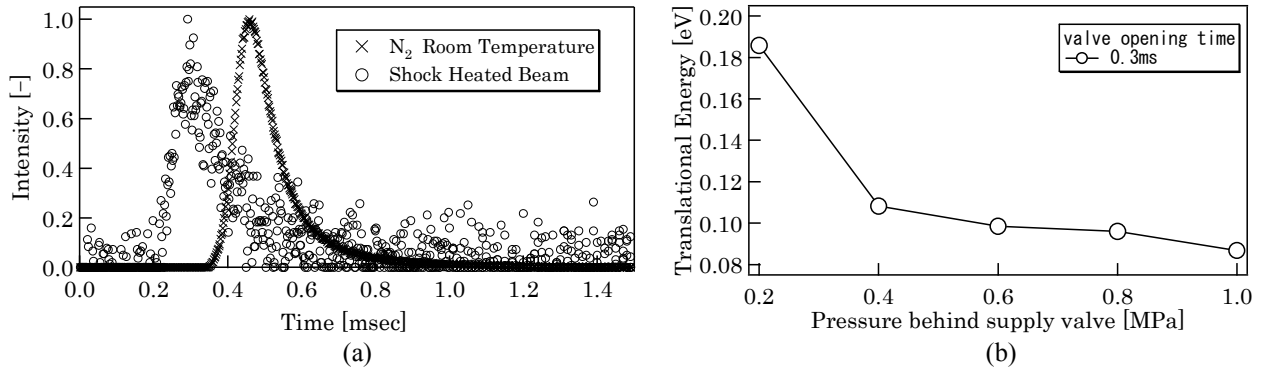 1.0
0.8
0.6
0.4
0.2
0.0
Intensity [–]
× N2 Room Temperature
○ Shock Heated Beam
0.0 0.2 0.4 0.6 0.8 1.0 1.2 1.4
Time [msec]
(a)
0.20
0.18
0.16
0.14
0.12
0.10
0.08
Translational Energy [eV]
valve opening time
0.3ms
0.2 0.4 0.6 0.8 1.0
Pressure behind supply valve [MPa]
(b)